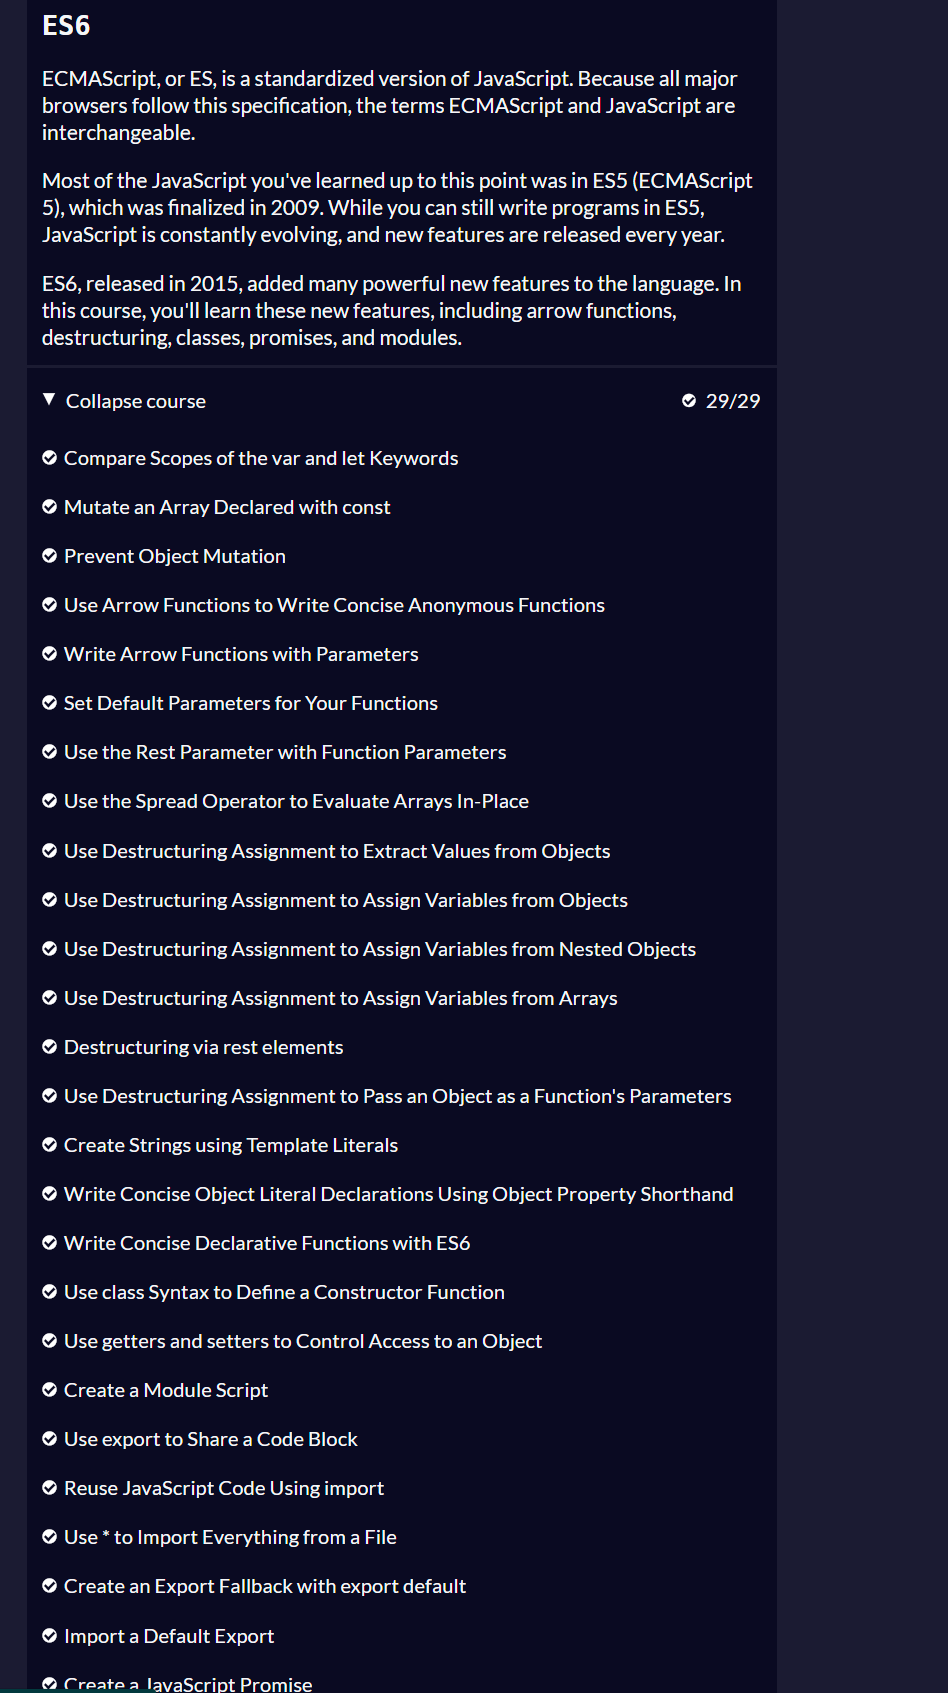 ES6
ECMAScript, or ES, is a standardized version of JavaScript. Because all major
browsers follow this specification, the terms ECMAScript and JavaScript are
interchangeable.
Most of the JavaScript you've learned up to this point was in ES5 (ECMAScript
5), which was finalized in 2009. While you can still write programs in ES5,
JavaScript is constantly evolving, and new features are released every year.
ES6, released in 2015, added many powerful new features to the language. In
this course, you'll learn these new features, including arrow functions,
destructuring, classes, promises, and modules.
Collapse course 29/29
Compare Scopes of the var and let Keywords
Mutate an Array Declared with const
Prevent Object Mutation
Use Arrow Functions to Write Concise Anonymous Functions
Write Arrow Functions with Parameters
Set Default Parameters for Your Functions
Use the Rest Parameter with Function Parameters
Use the Spread Operator to Evaluate Arrays In-Place
Use Destructuring Assignment to Extract Values from Objects
Use Destructuring Assignment to Assign Variables from Objects
Use Destructuring Assignment to Assign Variables from Nested Objects
Use Destructuring Assignment to Assign Variables from Arrays
Destructuring via rest elements
Use Destructuring Assignment to Pass an Object as a Function's Parameters
Create Strings using Template Literals
Write Concise Object Literal Declarations Using Object Property Shorthand
Write Concise Declarative Functions with ES6
Use class Syntax to Define a Constructor Function
Use getters and setters to Control Access to an Object
Create a Module Script
Use export to Share a Code Block
Reuse JavaScript Code Using import
Use * to Import Everything from a File
Create an Export Fallback with export default
Import a Default Export
Create a JavaScript Promise